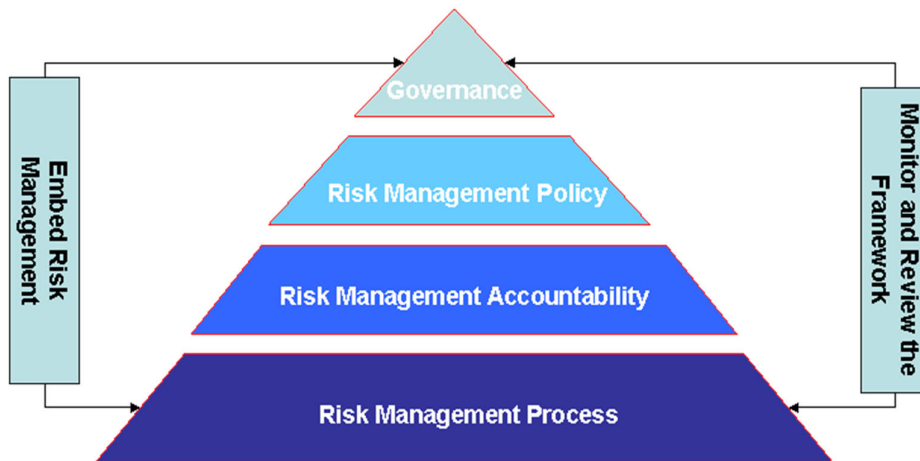 Governance
Embed Risk
Management
Risk Management Policy
Risk Management Accountability
Risk Management Process
Monitor and Review the
Framework